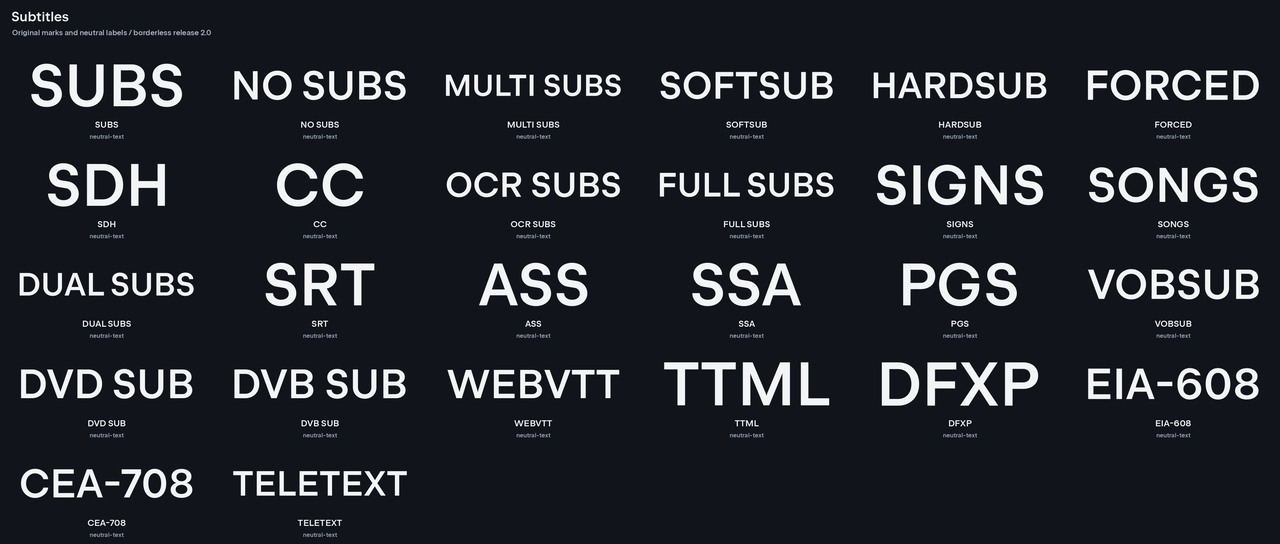 Subtitles
Original marks and neutral labels / borderless release 2.0
SUBS NO SUBS MULTI SUBS SOFTSUB HARDSUB FORCED
SUBS NO SUBS MULTI SUBS SOFTSUB HARDSUB FORCED
neutral-text neutral-text neutral-text neutral-text neutral-text neutral-text
SDH CC OCR SUBS FULL SUBS SIGNS SONGS
SDH CC OCR SUBS FULL SUBS SIGNS SONGS
neutral-text neutral-text neutral-text neutral-text neutral-text neutral-text
DUAL SUBS SRT ASS SSA PGS VOBSUB
DUAL SUBS SRT ASS SSA PGS VOBSUB
neutral-text neutral-text neutral-text neutral-text neutral-text neutral-text
DVD SUB DVB SUB WEBVTT TTML DFXP EIA-608
DVD SUB DVB SUB WEBVTT TTML DFXP EIA-608
neutral-text neutral-text neutral-text neutral-text neutral-text neutral-text
CEA-708 TELETEXT
CEA-708 TELETEXT
neutral-text neutral-text